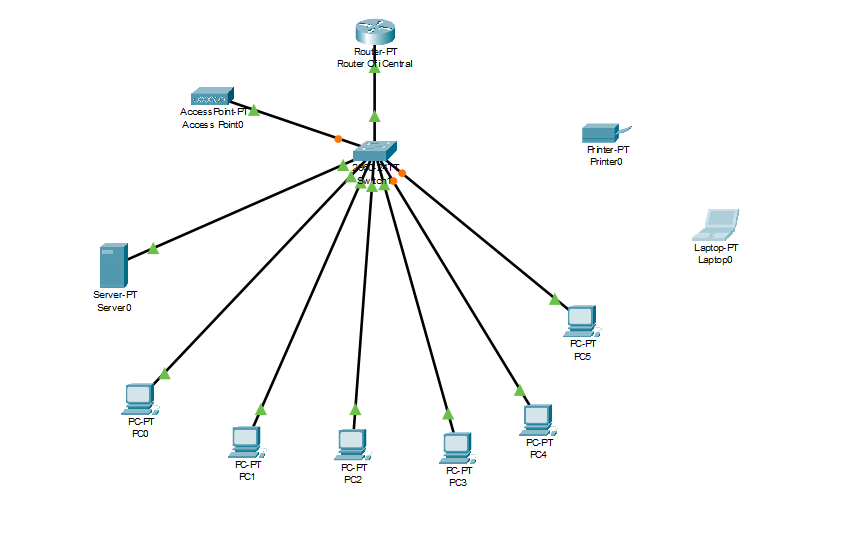 Router-PT
Router Ofi Central
AccessPoint-PT
Access Point0
Printer-PT
Printer0
Switch1
Laptop-PT
Laptop0
Server-PT
Server0
PC-PT
PC5
PC-PT
PC0
PC-PT
PC1
PC-PT
PC2
PC-PT
PC3
PC-PT
PC4